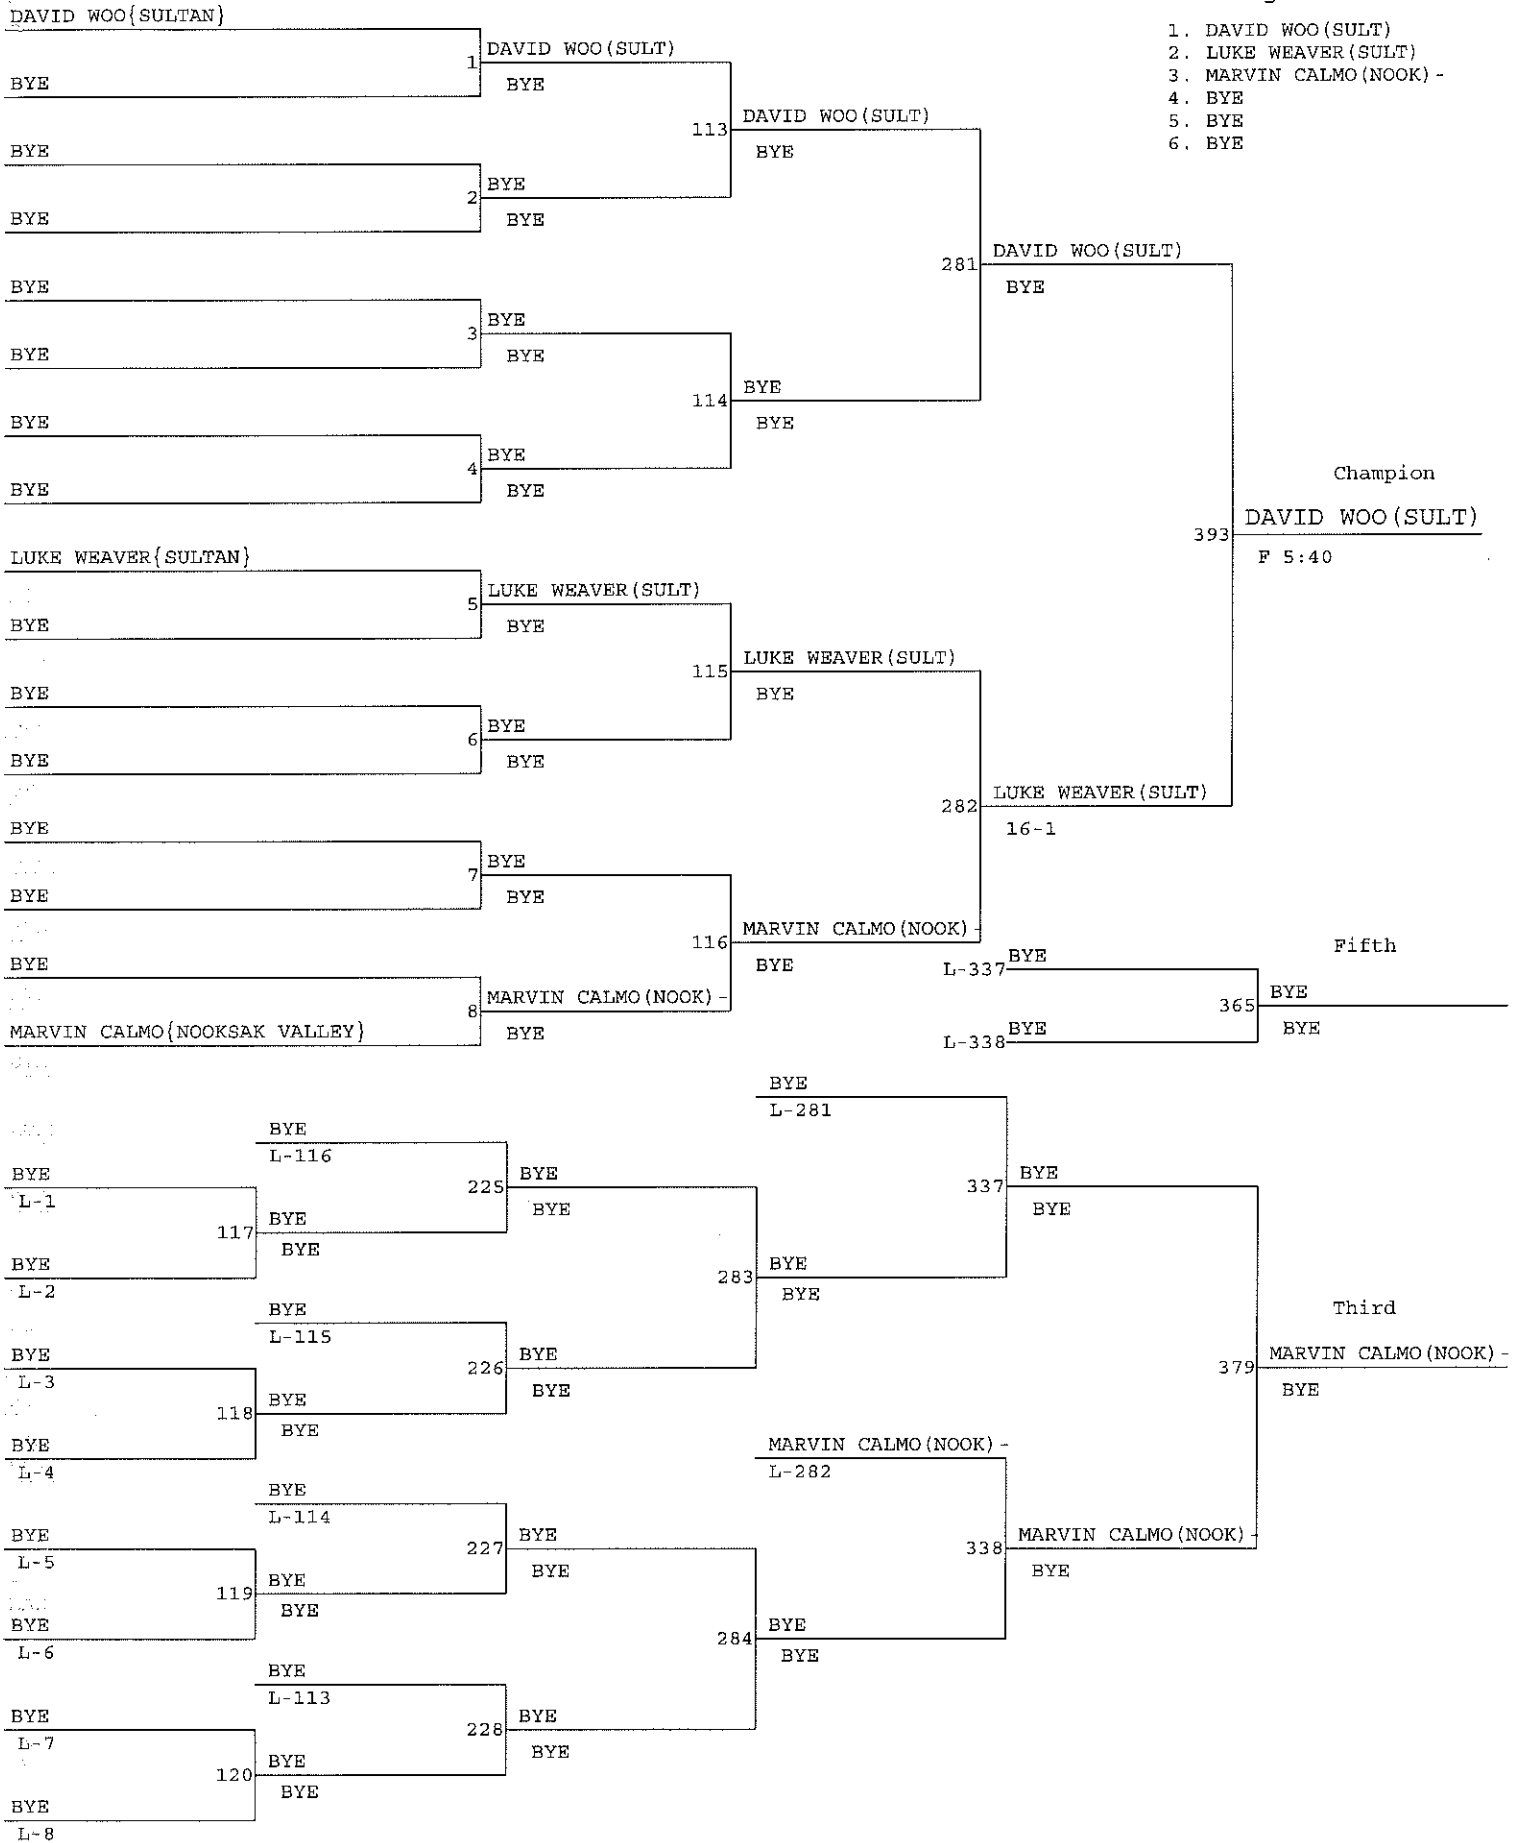 DAVID WOO{SULTAN}
1. DAVID WOO(SULT)
DAVID WOO(SULT)
2. LUKE WEAVER(SULT)
1
3. MARVIN CALMO(NOOK)-
BYE
BYE
4. BYE
DAVID WOO(SULT)
5. BYE
113
6. BYE
BYE
BYE
BYE
2
BYE
BYE
DAVID WOO(SULT)
281
BYE
BYE
BYE
3
BYE
BYE
BYE
114
BYE
BYE
BYE
4
Champion
BYE
BYE
DAVID WOO(SULT)
393
F 5:40
LUKE WEAVER{SULTAN}
LUKE WEAVER(SULT)
5
BYE
BYE
LUKE WEAVER(SULT)
115
BYE
BYE
BYE
6
BYE
BYE
LUKE WEAVER(SULT)
282
16-1
BYE
BYE
7
BYE
BYE
MARVIN CALMO(NOOK)-
116
Fifth
BYE
BYE
BYE
L-337
MARVIN CALMO(NOOK)-
BYE
8
365
MARVIN CALMO{NOOKSAK VALLEY}
BYE
BYE
BYE
L-338
BYE
L-281
BYE
L-116
BYE
L-1
BYE
225
BYE
BYE
337
BYE
BYE
117
BYE
BYE
L-2
BYE
283
BYE
BYE
L-115
Third
BYE
L-3
BYE
226
BYE
MARVIN CALMO(NOOK)-
379
BYE
BYE
118
BYE
BYE
L-4
MARVIN CALMO(NOOK)-
L-282
BYE
L-114
BYE
L-5
BYE
227
BYE
MARVIN CALMO(NOOK)-
338
BYE
BYE
119
BYE
BYE
L-6
BYE
284
BYE
BYE
L-113
BYE
L-7
BYE
228
BYE
BYE
120
BYE
BYE
L-8